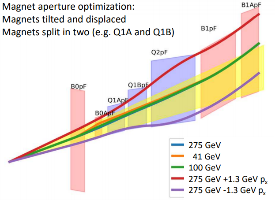 Magnet aperture optimization:
Magnets tilted and displaced
Magnets split in two (e.g. Q1A and Q1B)
B1ApF
B1pF
Q2pF
Q1BpF
Q1ApF
B0ApF
B0pF
275 GeV
41 GeV
100 GeV
275 GeV +1.3 GeV pₓ
275 GeV -1.3 GeV pₓ